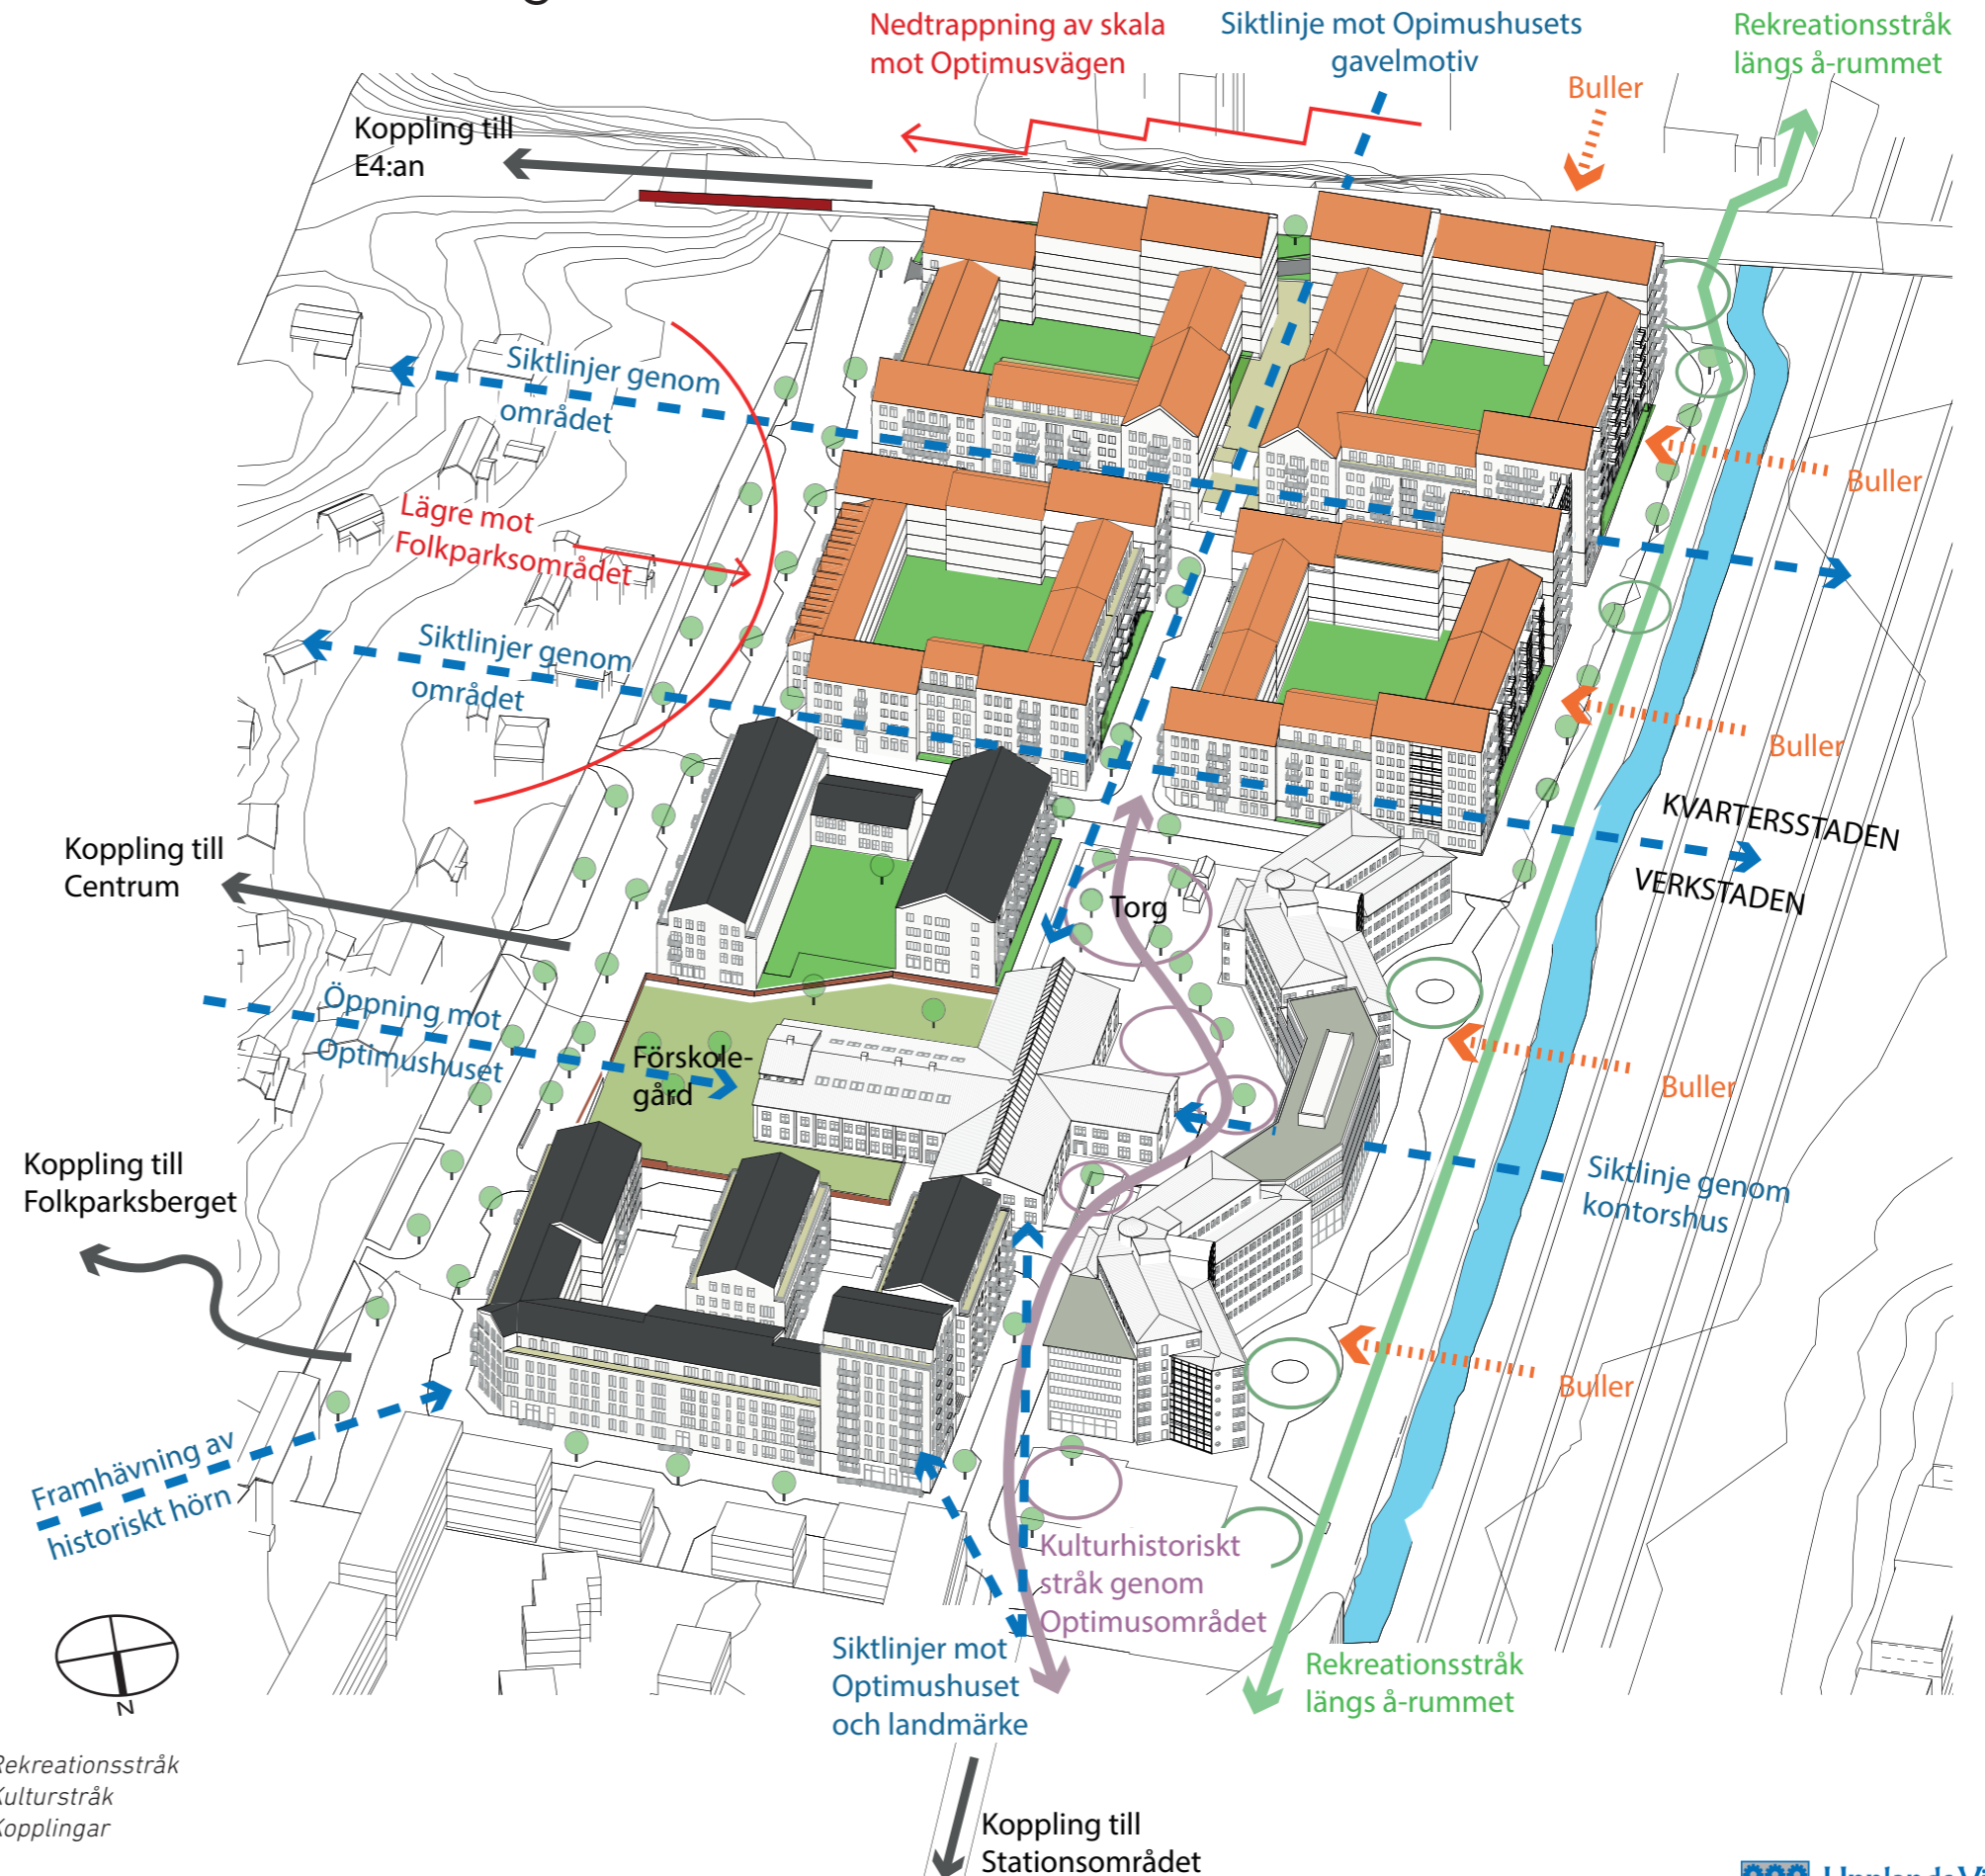 Nedtrappning av skala
mot Optimusvägen
Siktlinje mot Opimushusets
gavelmotiv
Rekreationsstråk
längs å-rummet
Buller
Koppling till
E4:an
Siktlinjer genom
området
Buller
Lägre mot
Folkparksområdet
Siktlinjer genom
området
Buller
KVARTERSSTADEN
VERKSTADEN
Koppling till
Centrum
Torg
Öppning mot
Optimushuset
Förskole-
gård
Buller
Koppling till
Folkparksberget
Siktlinje genom
kontorshus
Buller
Framhävning av
historiskt hörn
Kulturhistoriskt
stråk genom
Optimusområdet
N
Siktlinjer mot
Optimushuset
och landmärke
Rekreationsstråk
längs å-rummet
Rekreationsstråk
Kulturstråk
Kopplingar
Koppling till
Stationsområdet